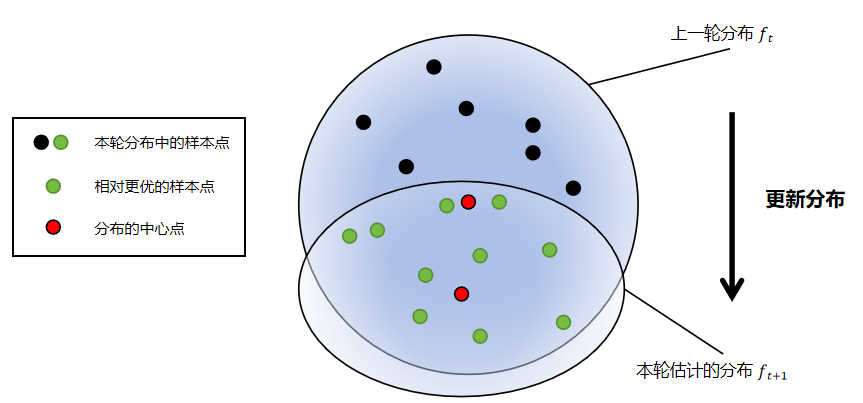 上一轮分布 fₜ
本轮分布中的样本点
相对更优的样本点
分布的中心点
更新分布
本轮估计的分布 fₜ₊₁